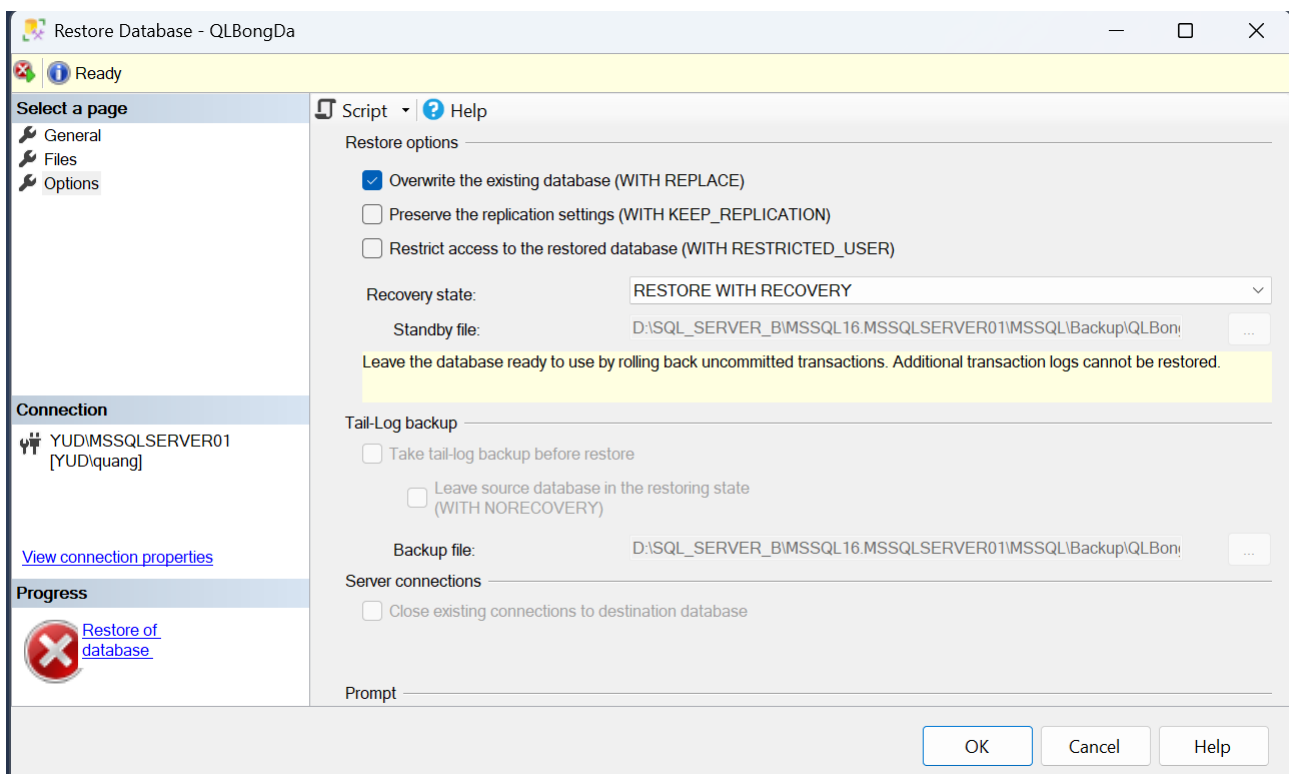 Restore Database - QLBongDa
Ready
Select a page
General
Files
Options
Connection
YUD\MSSQLSERVER01
[YUD\quang]
View connection properties
Progress
Restore of
database
Script
Help
Restore options
Overwrite the existing database (WITH REPLACE)
Preserve the replication settings (WITH KEEP_REPLICATION)
Restrict access to the restored database (WITH RESTRICTED_USER)
Recovery state: RESTORE WITH RECOVERY
Standby file: D:\SQL_SERVER_B\MSSQL16.MSSQLSERVER01\MSSQL\Backup\QLBong ...
Leave the database ready to use by rolling back uncommitted transactions. Additional transaction logs cannot be restored.
Tail-Log backup
Take tail-log backup before restore
Leave source database in the restoring state
(WITH NORECOVERY)
Backup file: D:\SQL_SERVER_B\MSSQL16.MSSQLSERVER01\MSSQL\Backup\QLBong ...
Server connections
Close existing connections to destination database
Prompt
OK Cancel Help